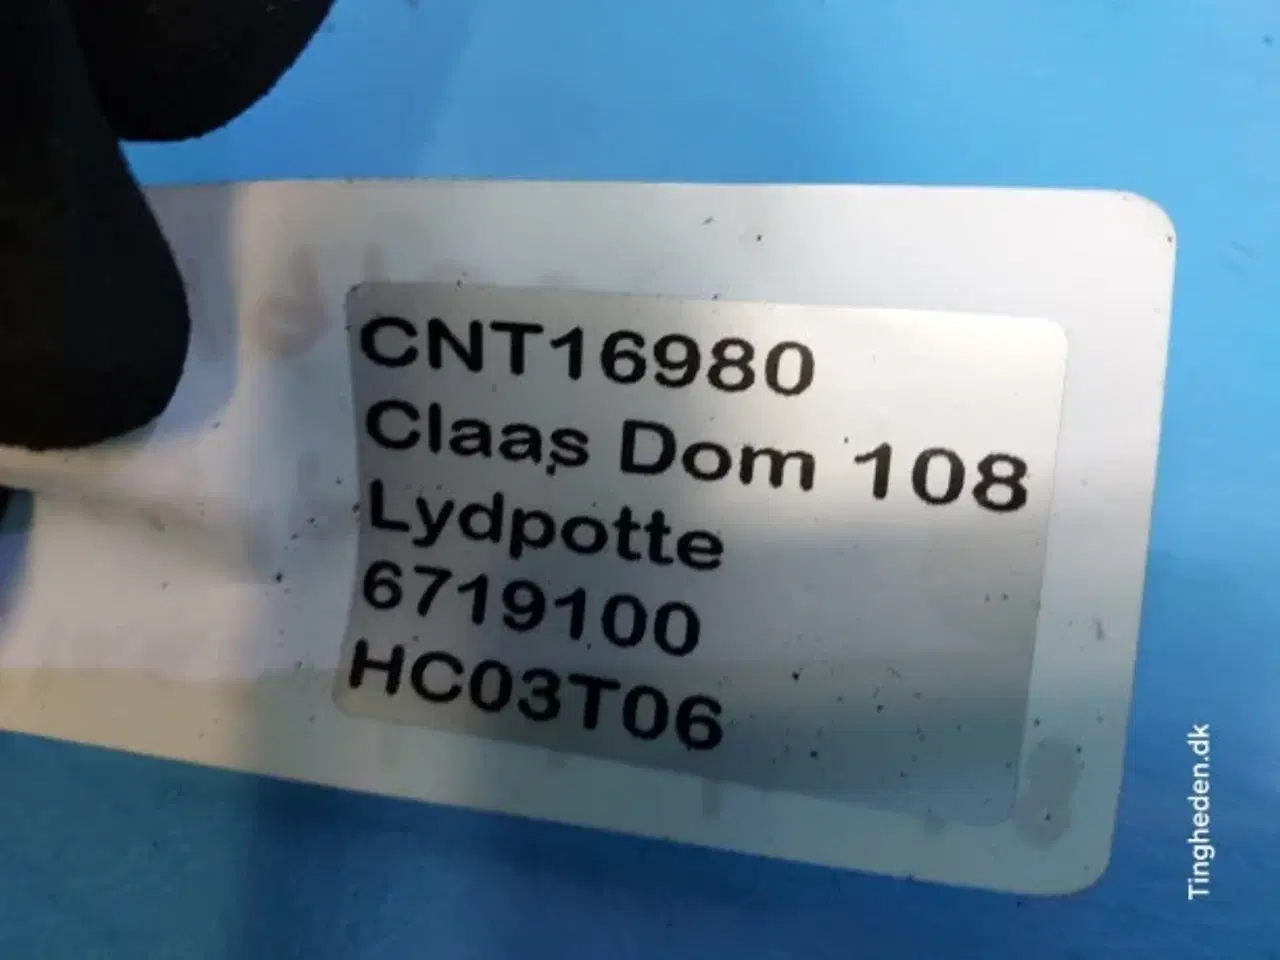 CNT16980
Claas Dom 108
Lydpotte
6719100
HC03T06
Tingheden.dk